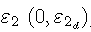 ε₂ (0, ε_{2_d}).